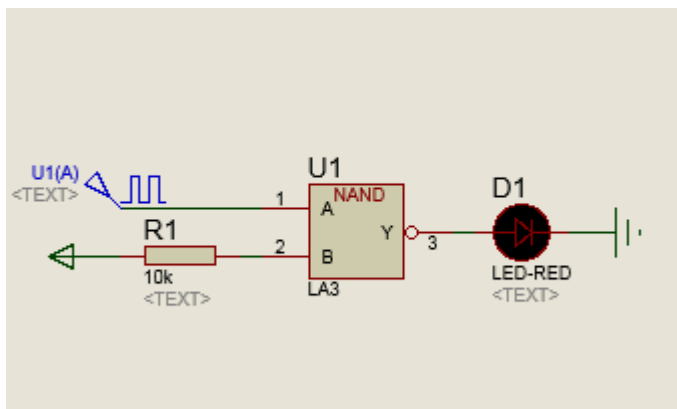 U1(A)
<TEXT>
R1
10k
<TEXT>
1
2
U1
NAND
A
B
Y
LA3
3
D1
LED-RED
<TEXT>